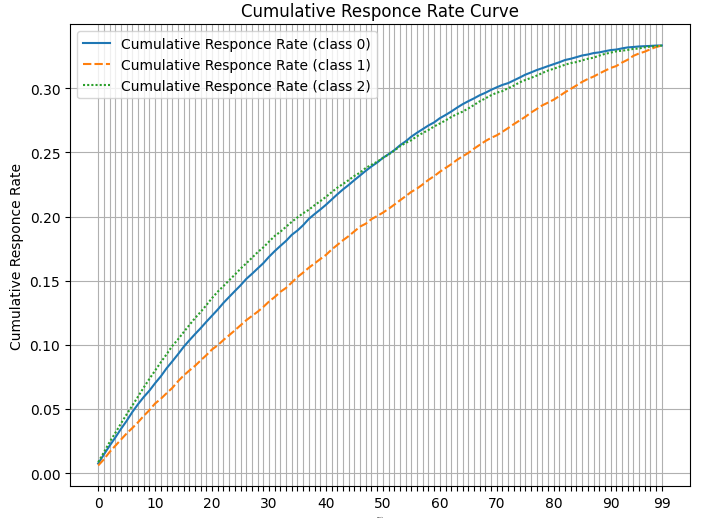 Cumulative Responce Rate Curve
Cumulative Responce Rate (class 0)
Cumulative Responce Rate (class 1)
Cumulative Responce Rate (class 2)
Cumulative Responce Rate
0.30
0.25
0.20
0.15
0.10
0.05
0.00
0 10 20 30 40 50 60 70 80 90 99